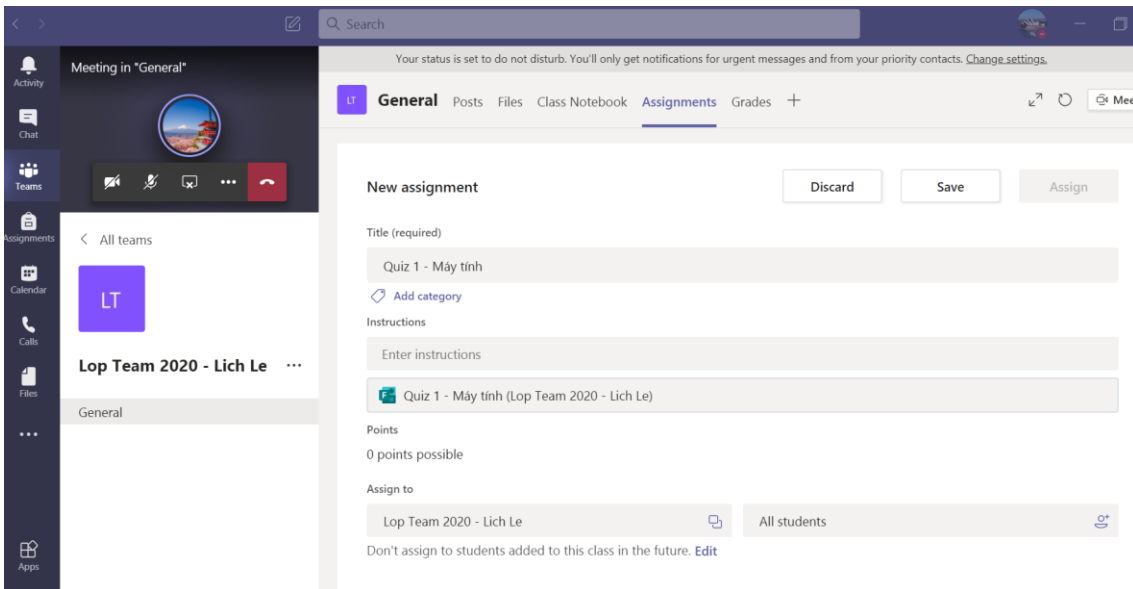 Search
Activity
Chat
Teams
Assignments
Calendar
Calls
Files
Apps
Meeting in "General"
All teams
LT
Lop Team 2020 - Lich Le
General
Your status is set to do not disturb. You'll only get notifications for urgent messages and from your priority contacts. Change settings.
LT General Posts Files Class Notebook Assignments Grades
Mee
New assignment Discard Save Assign
Title (required)
Quiz 1 - Máy tính
Add category
Instructions
Enter instructions
Quiz 1 - Máy tính (Lop Team 2020 - Lich Le)
Points
0 points possible
Assign to
Lop Team 2020 - Lich Le All students
Don't assign to students added to this class in the future. Edit